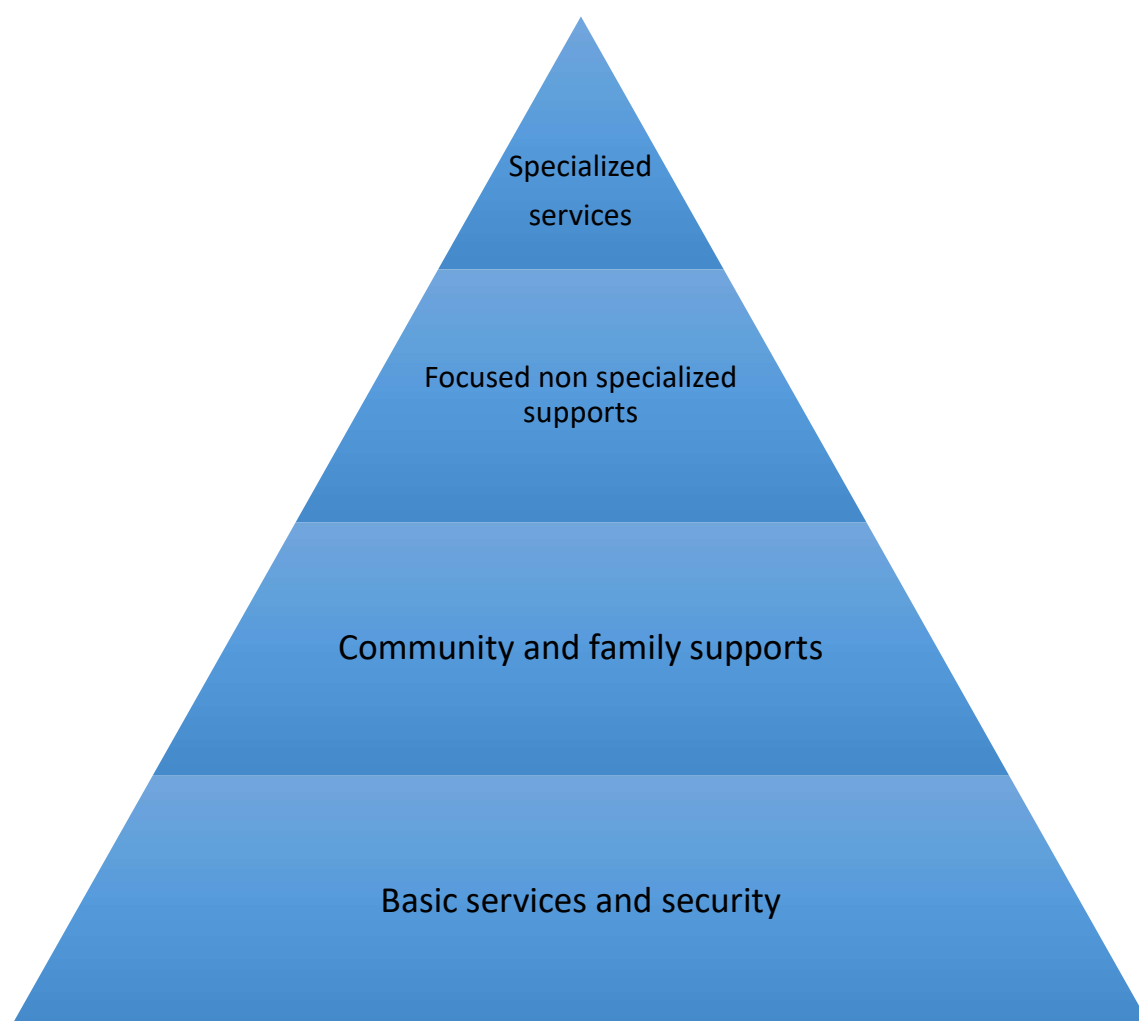 Specialized
services
Focused non specialized
supports
Community and family supports
Basic services and security